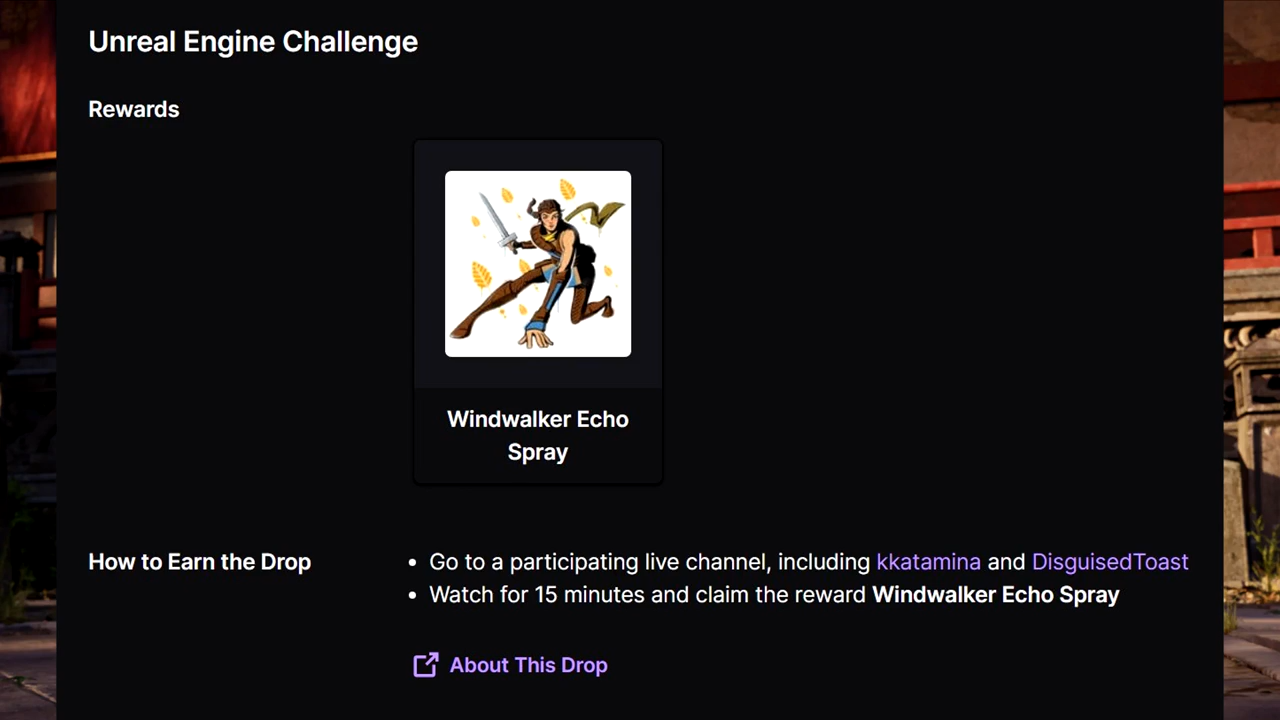 Unreal Engine Challenge
Rewards
Windwalker Echo
Spray
How to Earn the Drop
• Go to a participating live channel, including kkatamina and DisguisedToast
• Watch for 15 minutes and claim the reward Windwalker Echo Spray
About This Drop